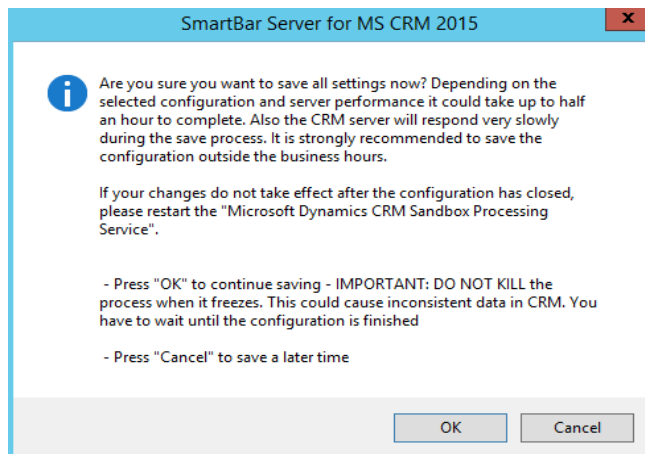 SmartBar Server for MS CRM 2015
x
Are you sure you want to save all settings now? Depending on the
selected configuration and server performance it could take up to half
an hour to complete. Also the CRM server will respond very slowly
during the save process. It is strongly recommended to save the
configuration outside the business hours.
If your changes do not take effect after the configuration has closed,
please restart the "Microsoft Dynamics CRM Sandbox Processing
Service".
- Press "OK" to continue saving - IMPORTANT: DO NOT KILL the
process when it freezes. This could cause inconsistent data in CRM. You
have to wait until the configuration is finished
- Press "Cancel" to save a later time
OK Cancel